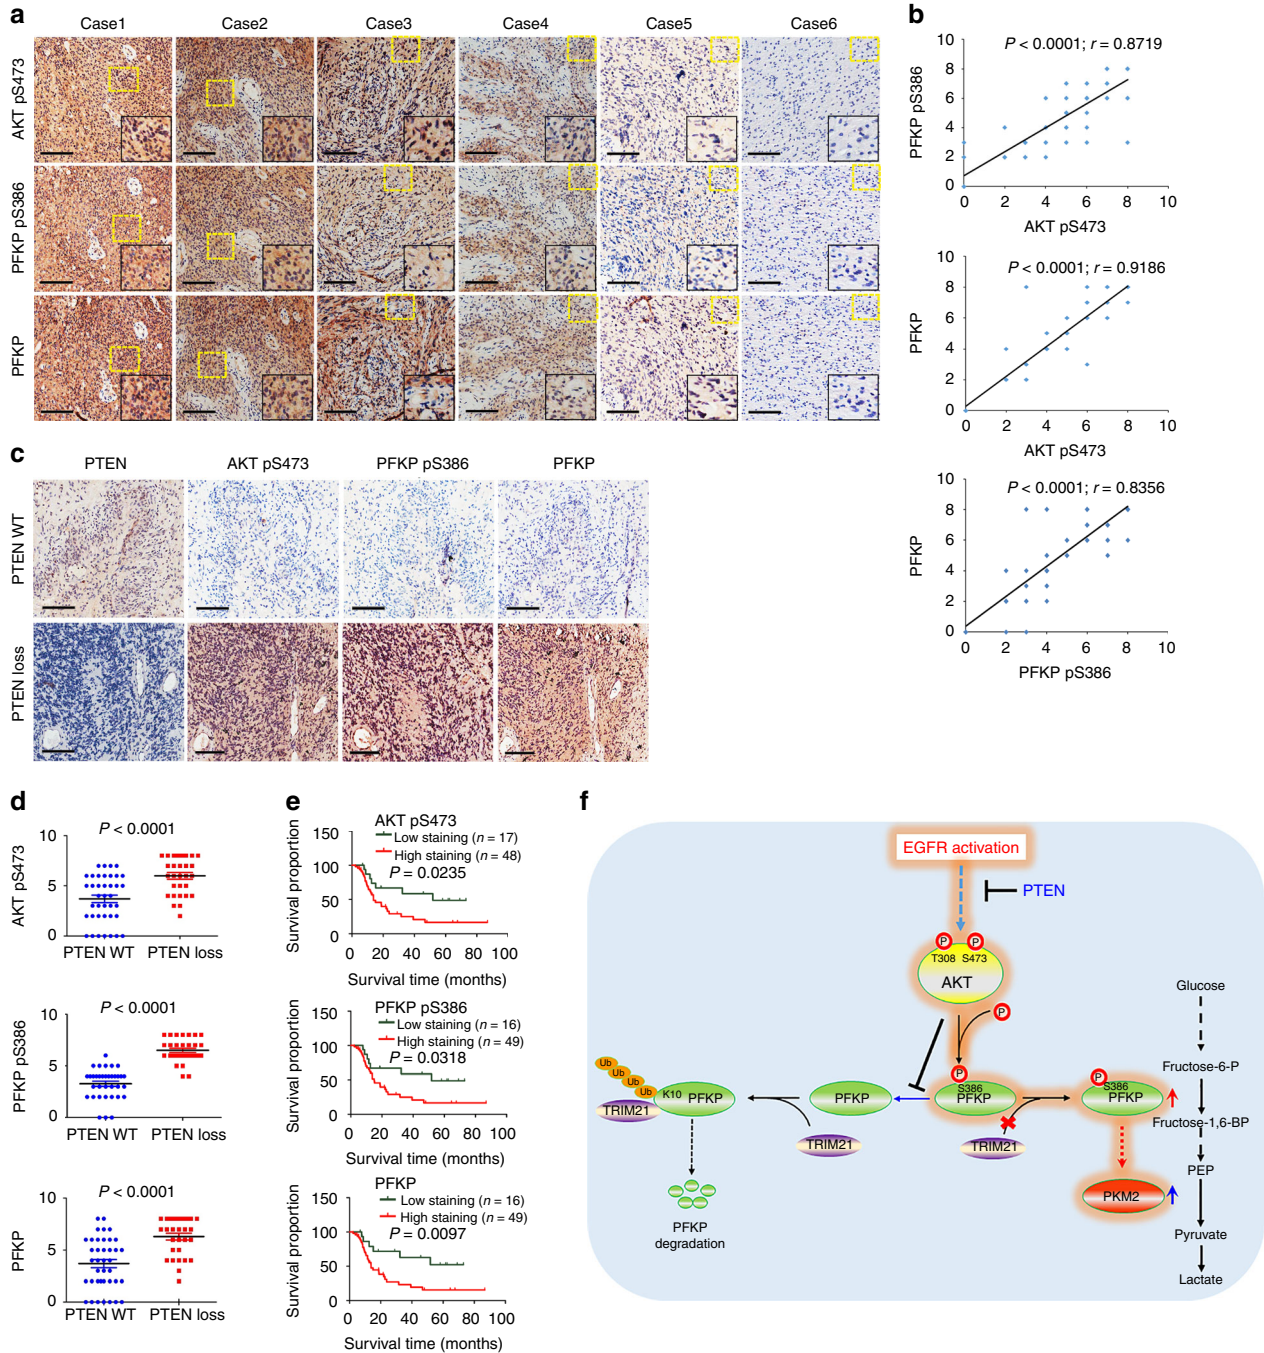 a
Case1 Case2 Case3 Case4 Case5 Case6
AKT pS473
PFKP pS386
PFKP
b
P < 0.0001; r = 0.8719
PFKP pS386
10
8
6
4
2
0
0 2 4 6 8 10
AKT pS473
P < 0.0001; r = 0.9186
PFKP
10
8
6
4
2
0
0 2 4 6 8 10
AKT pS473
P < 0.0001; r = 0.8356
PFKP
10
8
6
4
2
0
0 2 4 6 8 10
PFKP pS386
c
PTEN AKT pS473 PFKP pS386 PFKP
PTEN WT
PTEN loss
d
P < 0.0001
AKT pS473
10
5
0
PTEN WT PTEN loss
P < 0.0001
PFKP pS386
10
5
0
PTEN WT PTEN loss
P < 0.0001
PFKP
10
5
0
PTEN WT PTEN loss
e
AKT pS473
Low staining (n = 17)
High staining (n = 48)
P = 0.0235
Survival proportion
150
100
50
0
0 20 40 60 80 100
Survival time (months)
PFKP pS386
Low staining (n = 16)
High staining (n = 49)
P = 0.0318
Survival proportion
150
100
50
0
0 20 40 60 80 100
Survival time (months)
PFKP
Low staining (n = 16)
High staining (n = 49)
P = 0.0097
Survival proportion
150
100
50
0
0 20 40 60 80 100
Survival time (months)
f
EGFR activation
PTEN
P P
T308 S473
AKT
P
Glucose
Fructose-6-P
Fructose-1,6-BP
PEP
Pyruvate
Lactate
Ub
Ub
Ub
Ub
TRIM21
K10 PFKP
PFKP
degradation
PFKP
TRIM21
P
S386
PFKP
TRIM21
P
S386
PFKP
PKM2